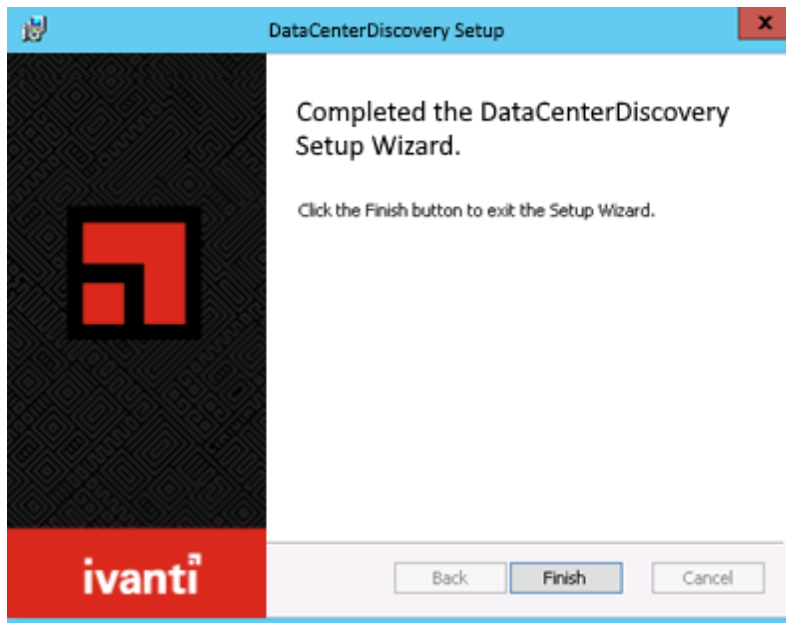 DataCenterDiscovery Setup
x
Completed the DataCenterDiscovery
Setup Wizard.
Click the Finish button to exit the Setup Wizard.
ivanti
Back
Finish
Cancel